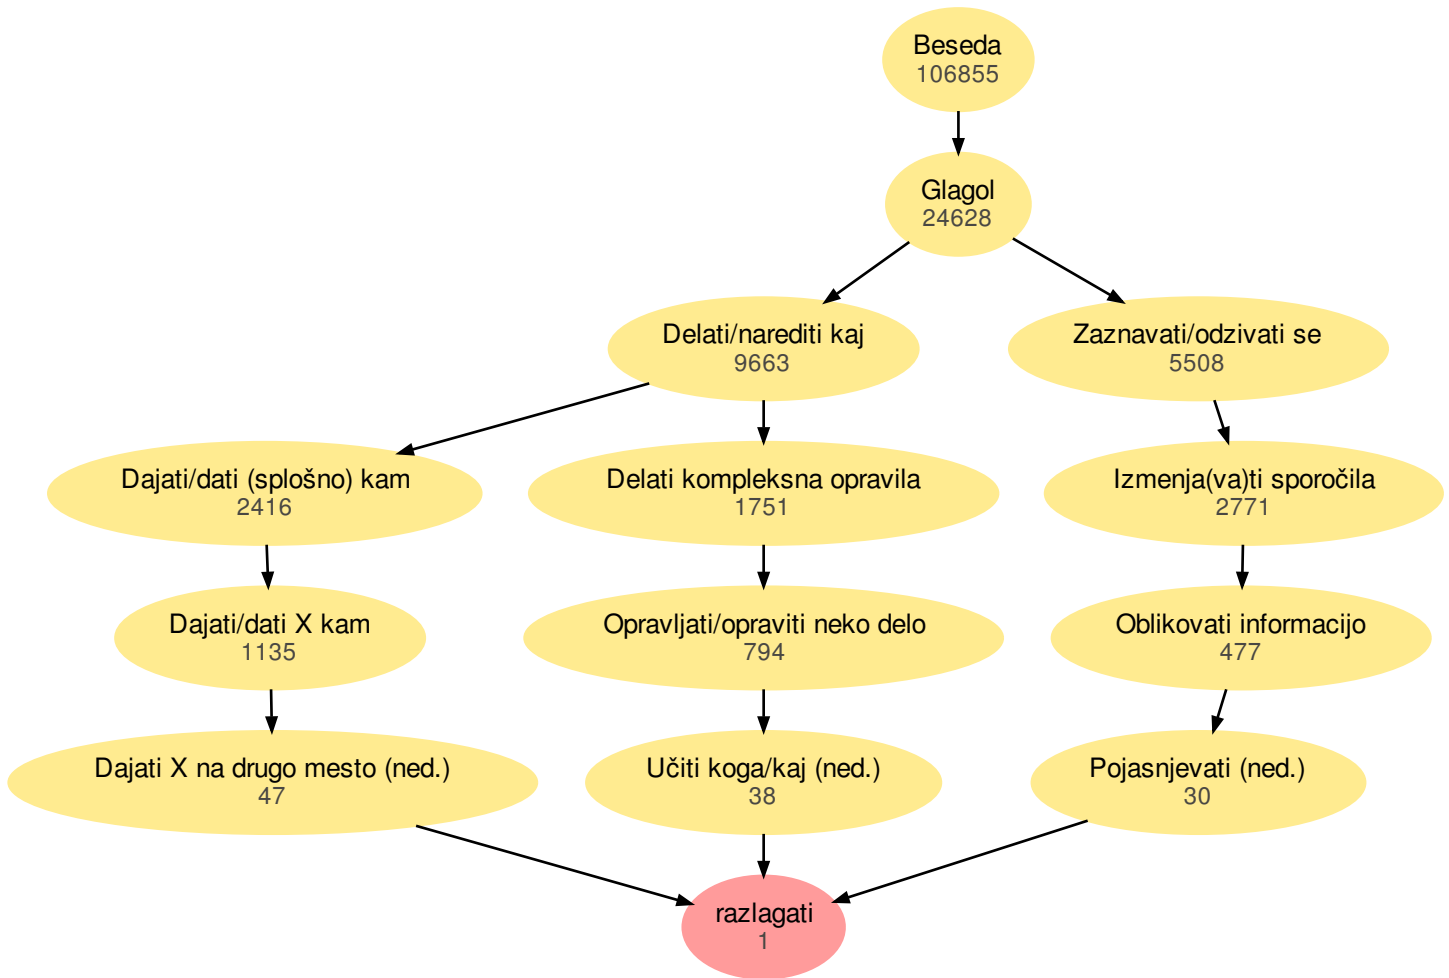 Beseda
106855
Glagol
24628
Delati/narediti kaj
9663
Zaznavati/odzivati se
5508
Dajati/dati (splošno) kam
2416
Delati kompleksna opravila
1751
Izmenja(va)ti sporočila
2771
Dajati/dati X kam
1135
Opravljati/opraviti neko delo
794
Oblikovati informacijo
477
Dajati X na drugo mesto (ned.)
47
Učiti koga/kaj (ned.)
38
Pojasnjevati (ned.)
30
razlagati
1